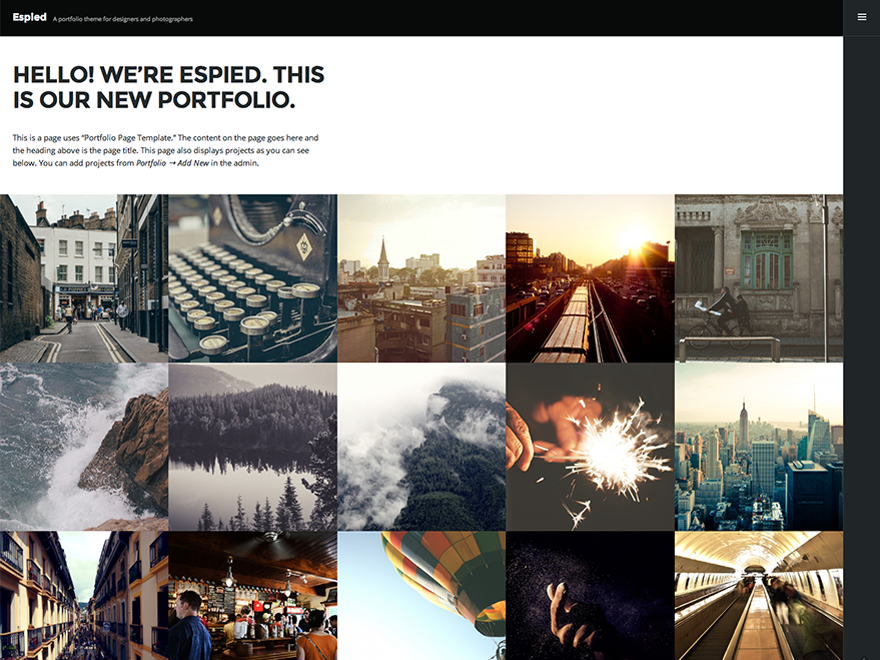 Espied A portfolio theme for designers and photographers
HELLO! WE’RE ESPIED. THIS
IS OUR NEW PORTFOLIO.
This is a page uses “Portfolio Page Template.” The content on the page goes here and
the heading above is the page title. This page also displays projects as you can see
below. You can add projects from Portfolio → Add New in the admin.